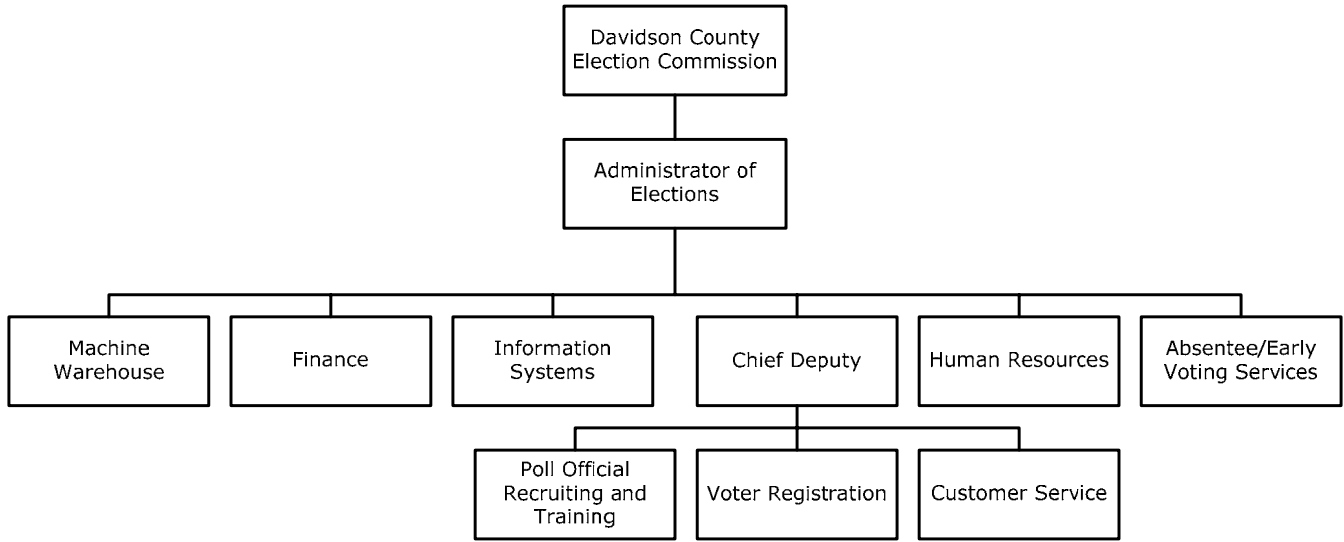 Davidson County
Election Commission
Administrator of
Elections
Machine
Warehouse
Finance
Information
Systems
Chief Deputy
Human Resources
Absentee/Early
Voting Services
Poll Official
Recruiting and
Training
Voter Registration
Customer Service